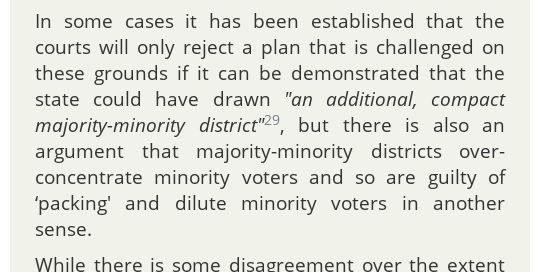 In some cases it has been established that the
courts will only reject a plan that is challenged on
these grounds if it can be demonstrated that the
state could have drawn "an additional, compact
majority-minority district"29, but there is also an
argument that majority-minority districts over-
concentrate minority voters and so are guilty of
‘packing' and dilute minority voters in another
sense.
While there is some disagreement over the extent